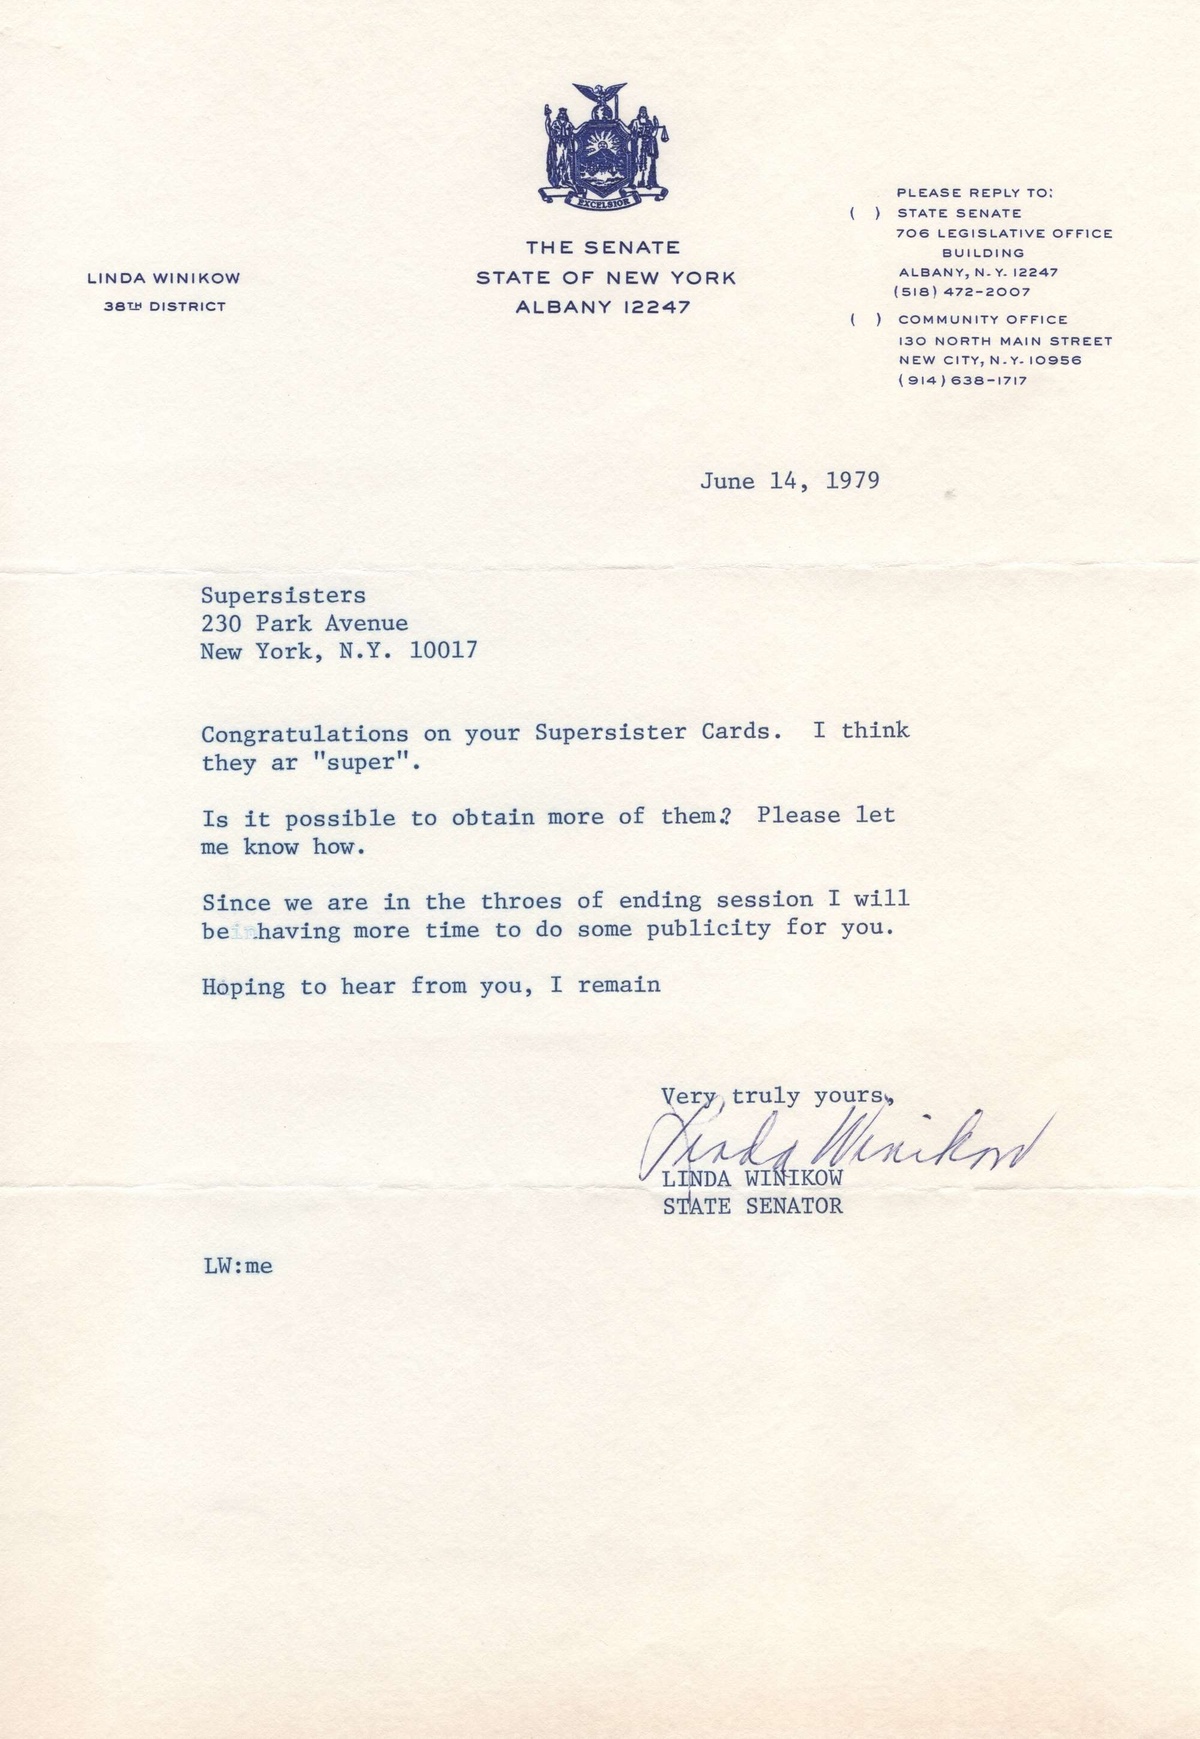 EXCELSIOR
THE SENATE
STATE OF NEW YORK
ALBANY 12247
LINDA WINIKOW
38TH DISTRICT
PLEASE REPLY TO:
( ) STATE SENATE
706 LEGISLATIVE OFFICE
BUILDING
ALBANY, N.Y. 12247
(518) 472-2007
( ) COMMUNITY OFFICE
130 NORTH MAIN STREET
NEW CITY, N.Y. 10956
(914) 638-1717
June 14, 1979
Supersisters
230 Park Avenue
New York, N.Y. 10017
Congratulations on your Supersister Cards.  I think
they ar "super".
Is it possible to obtain more of them?  Please let
me know how.
Since we are in the throes of ending session I will
be having more time to do some publicity for you.
Hoping to hear from you, I remain
Very truly yours,
Linda Winikow
LINDA WINIKOW
STATE SENATOR
LW:me